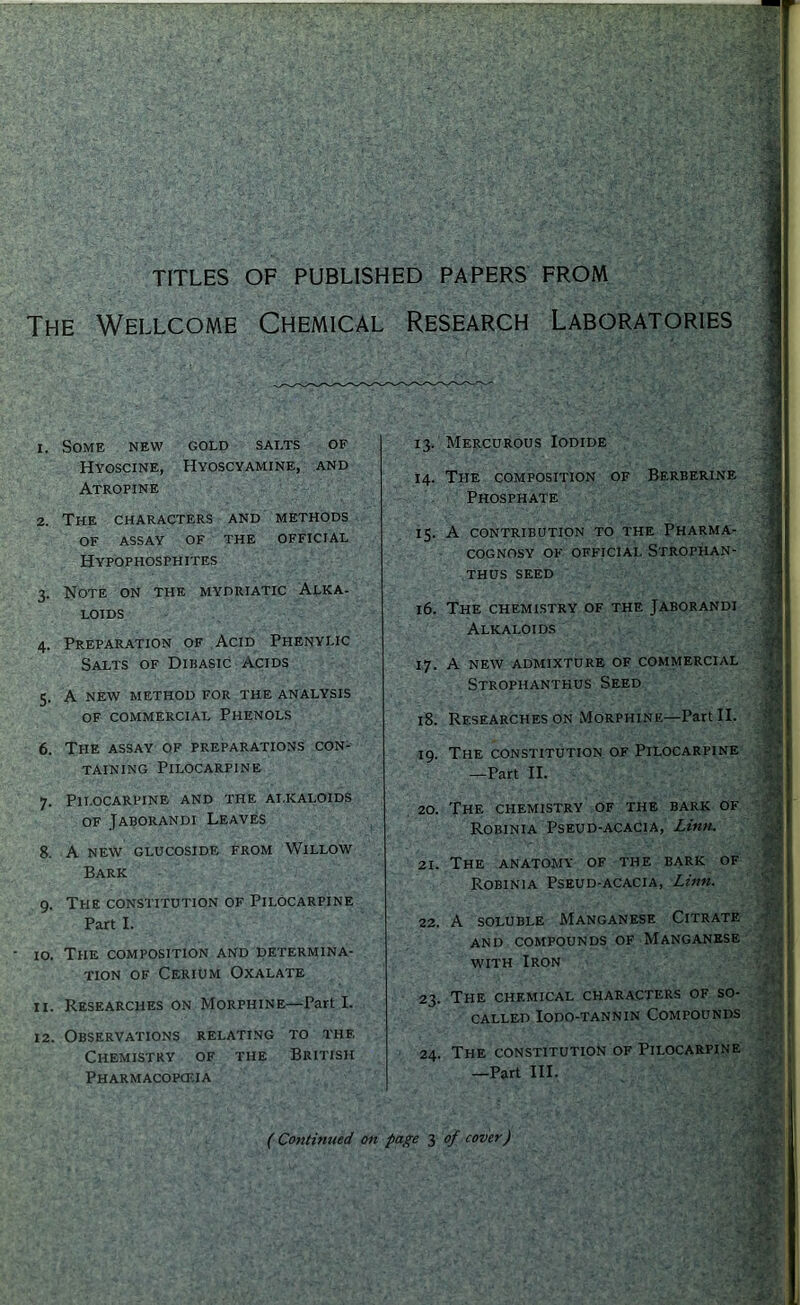 TITLES OF PUBLISHED PAPERS FROM
THE WELLCOME CHEMICAL RESEARCH LABORATORIES
1. SOME NEW GOLD SALTS OF
HYOSCINE, HYOSCYAMINE, AND
ATROPINE
2. THE CHARACTERS AND METHODS
OF ASSAY OF THE OFFICIAL
HYPOPHOSPHITES
3. NOTE ON THE MYDRIATIC ALKA-
LOIDS
4. PREPARATION OF ACID PHENYLIC
SALTS OF DIBASIC ACIDS
5. A NEW METHOD FOR THE ANALYSIS
OF COMMERCIAL PHENOLS
6. THE ASSAY OF PREPARATIONS CON-
TAINING PILOCARPINE
7. PILOCARPINE AND THE ALKALOIDS
OF JABORANDI LEAVES
8. A NEW GLUCOSIDE FROM WILLOW
BARK
9. THE CONSTITUTION OF PILOCARPINE
Part I.
10. THE COMPOSITION AND DETERMINA-
TION OF CERIUM OXALATE
11. RESEARCHES ON MORPHINE—Part I.
12. OBSERVATIONS RELATING TO THE
CHEMISTRY OF THE BRITISH
PHARMACOPŒIA
13. MERCUROUS IODIDE
14. THE COMPOSITION OF BERBERINE
PHOSPHATE
15. A CONTRIBUTION TO THE PHARMA-
COGNOSY OF OFFICIAL STROPHAN-
THUS SEED
16. THE CHEMISTRY OF THE JABORANDI
ALKALOIDS
17. A NEW ADMIXTURE OF COMMERCIAL
STROPHANTHUS SEED
18. RESEARCHES ON MORPHINE—Part II.
19. THE CONSTITUTION OF PILOCARPINE
—Part II.
20. THE CHEMISTRY OF THE BARK OF
ROBINIA PSEUD-ACACIA, Linn.
21. THE ANATOMY OF THE BARK OF
ROBINIA PSEUD-ACACIA, Linn.
22. A SOLUBLE MANGANESE CITRATE
AND COMPOUNDS OF MANGANESE
WITH IRON
23. THE CHEMICAL CHARACTERS OF SO-
CALLED IODO-TANNIN COMPOUNDS
24. THE CONSTITUTION OF PILOCARPINE
—Part III.
(Continued on page 3 of cover)